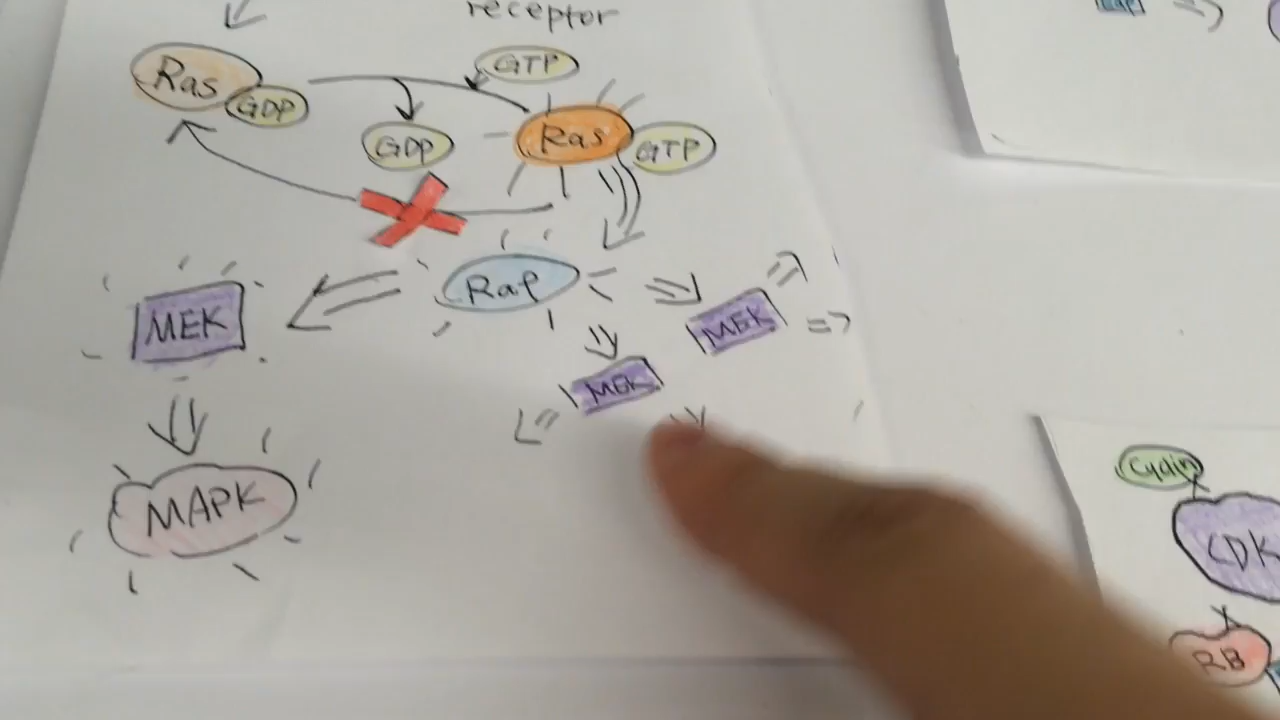 receptor
Ras
GDP
GTP
GDP
Ras
GTP
Raf
MEK
MEK
MEK
MAPK
Cyclin
CDK
RB